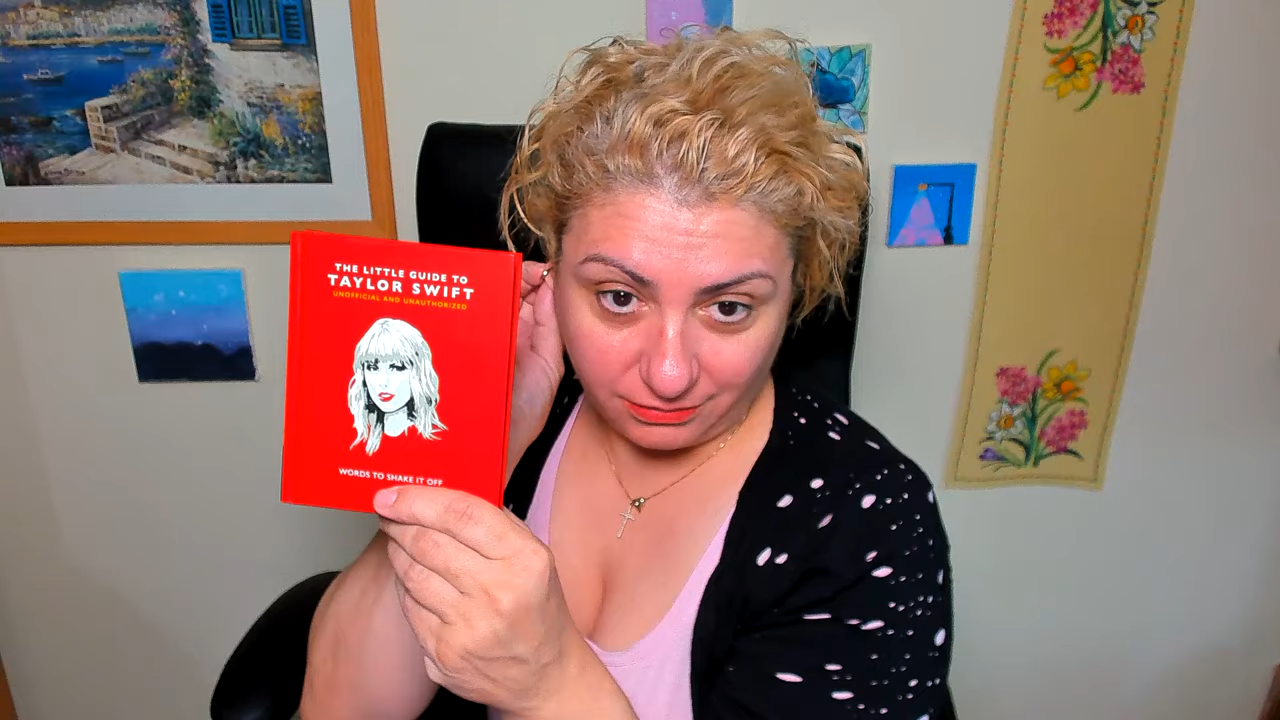 THE LITTLE GUIDE TO
TAYLOR SWIFT
UNOFFICIAL AND UNAUTHORIZED
WORDS TO SHAKE IT OFF